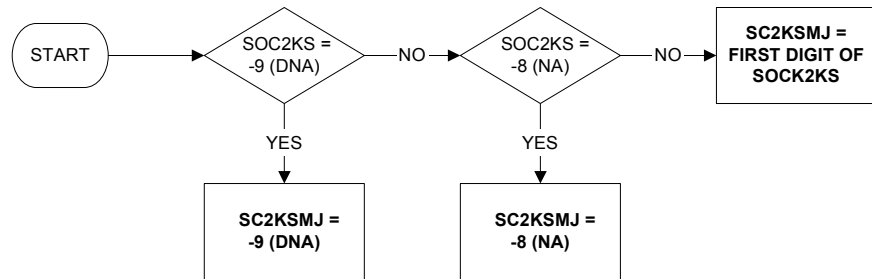 START
SOC2KS =
-9 (DNA)
NO
SOC2KS =
-8 (NA)
NO
SC2KSMJ =
FIRST DIGIT OF
SOCK2KS
YES
YES
SC2KSMJ =
-9 (DNA)
SC2KSMJ =
-8 (NA)